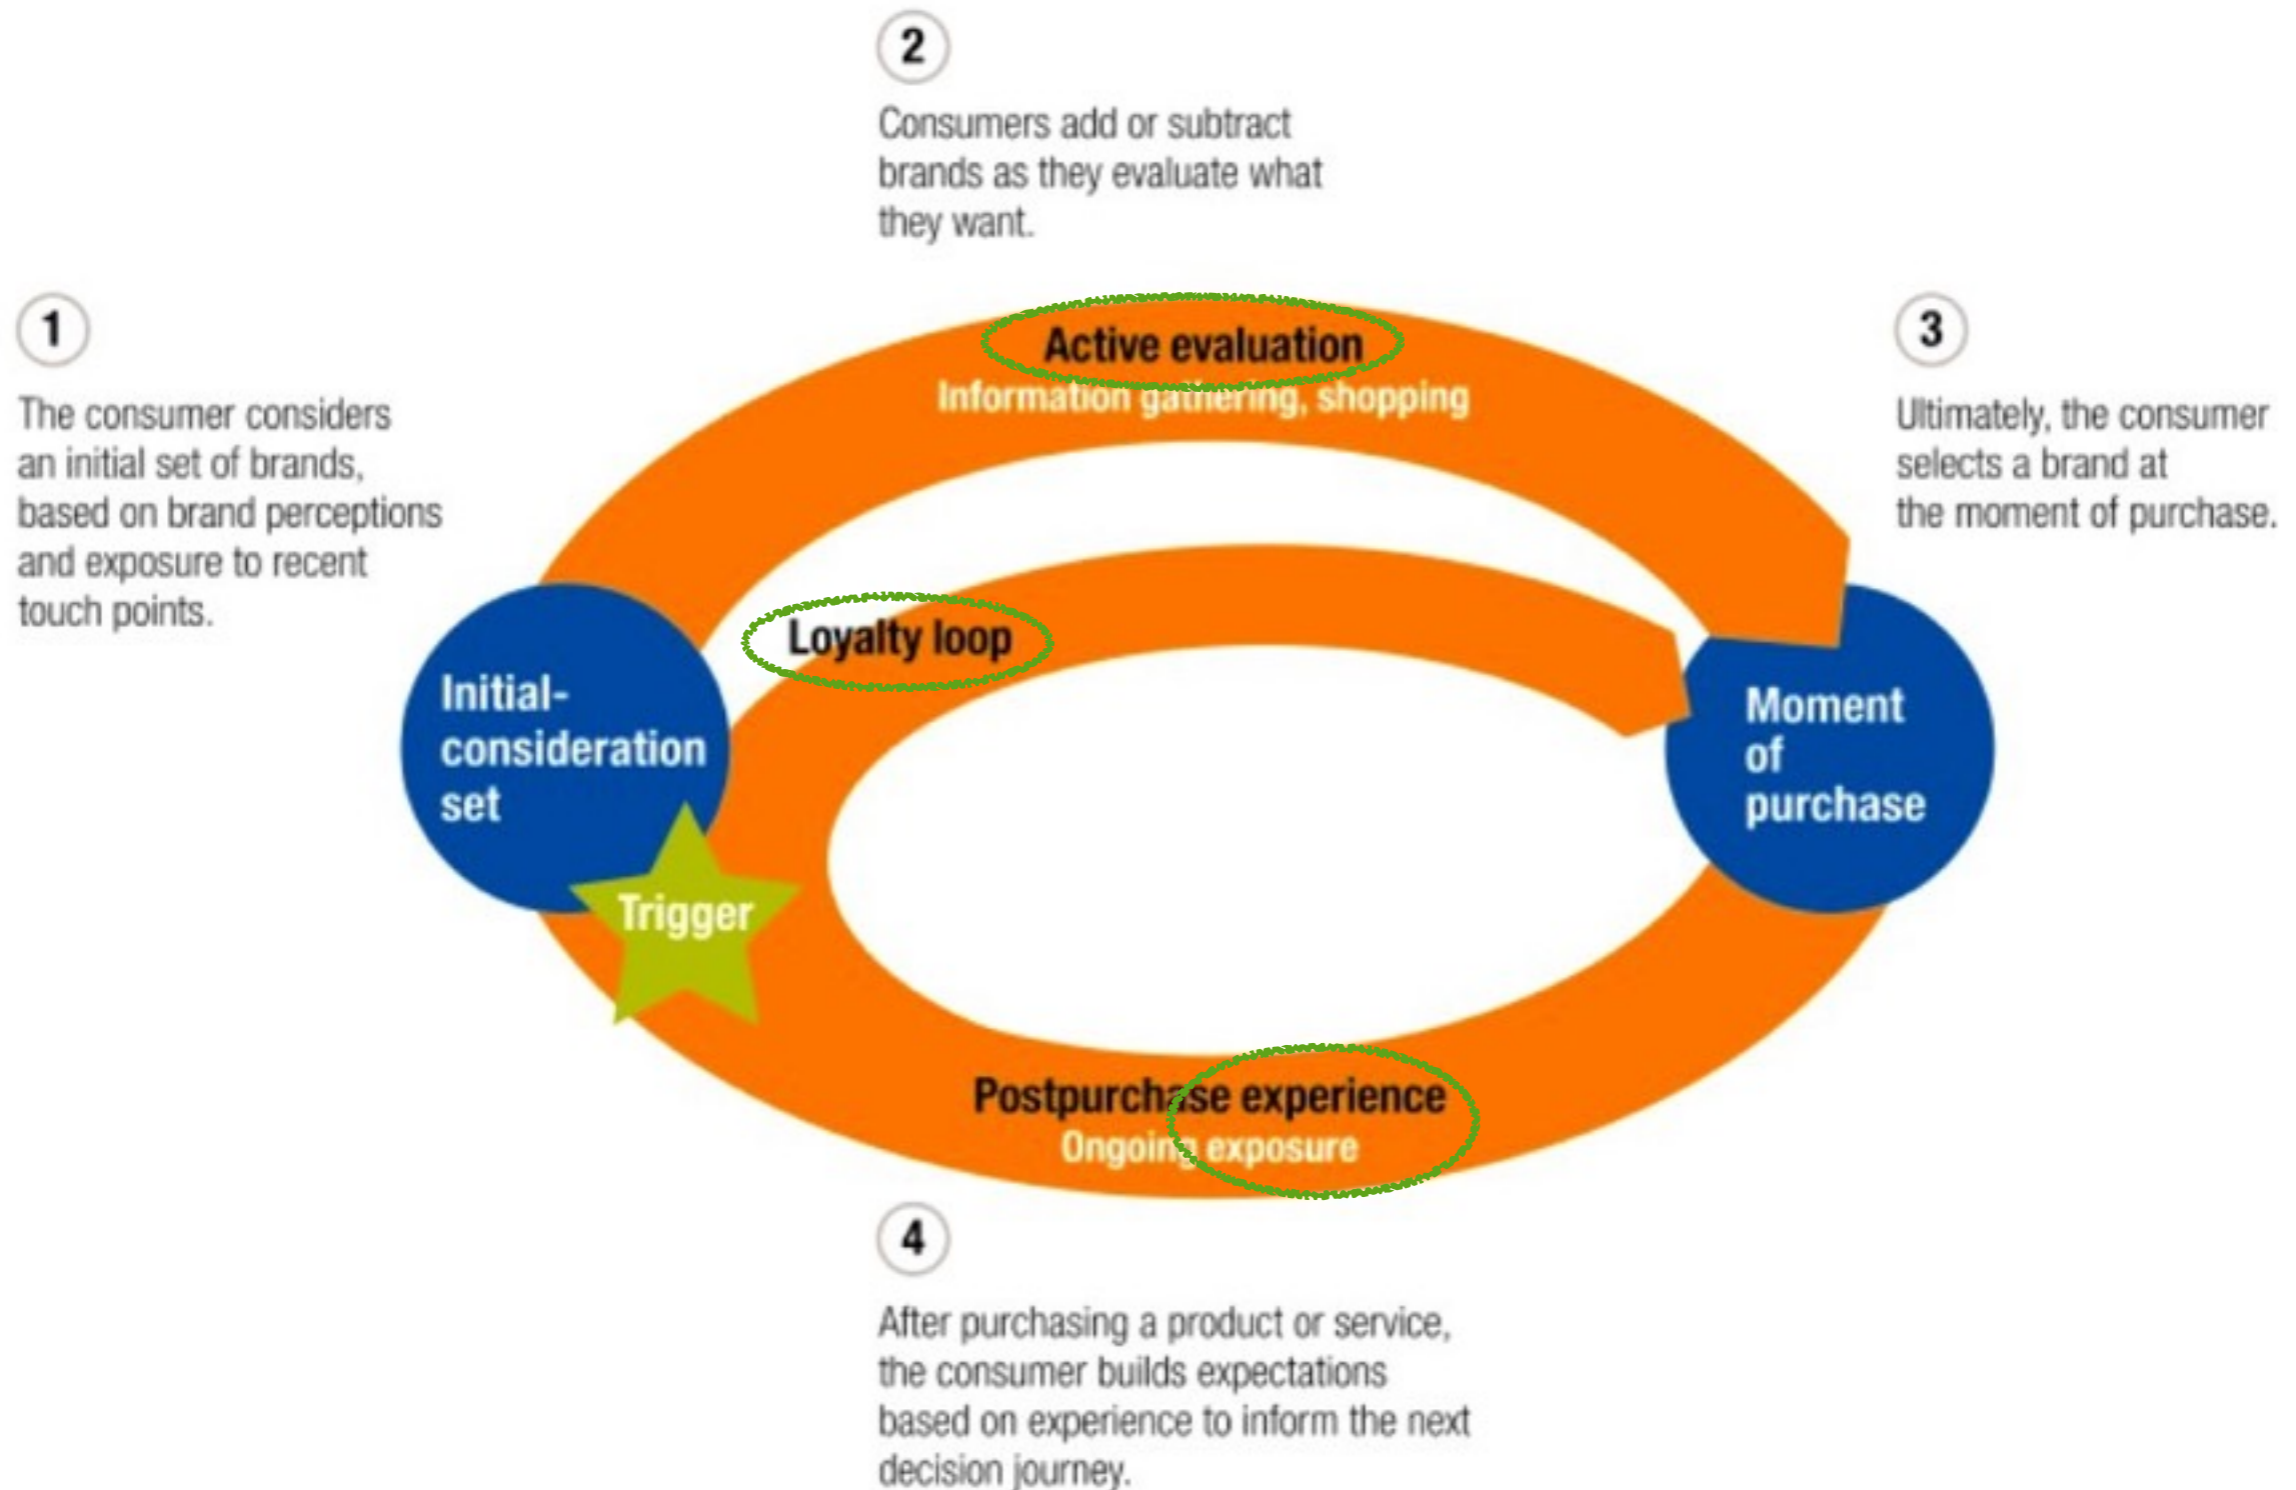 2
Consumers add or subtract
brands as they evaluate what
they want.
1
The consumer considers
an initial set of brands,
based on brand perceptions
and exposure to recent
touch points.
Active evaluation
Information gathering, shopping
3
Ultimately, the consumer
selects a brand at
the moment of purchase.
Loyalty loop
Initial-
consideration
set
Moment
of
purchase
Trigger
Postpurchase experience
Ongoing exposure
4
After purchasing a product or service,
the consumer builds expectations
based on experience to inform the next
decision journey.